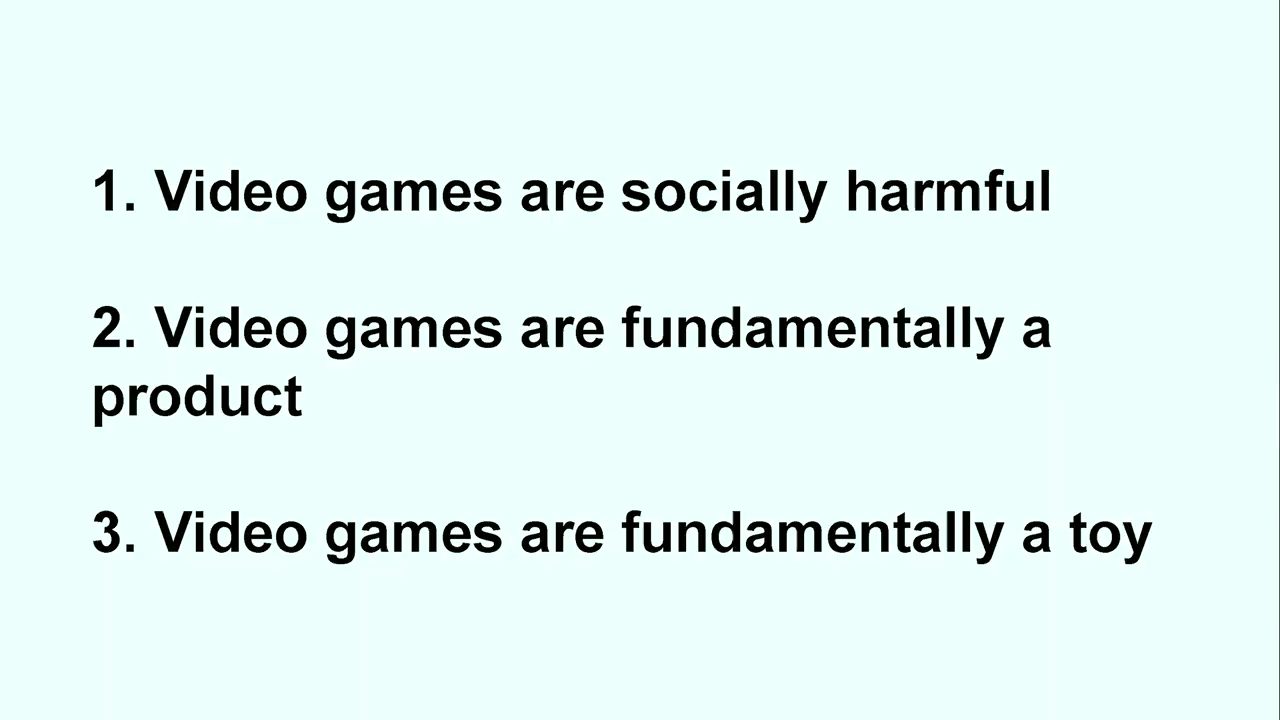 1. Video games are socially harmful
2. Video games are fundamentally a
product
3. Video games are fundamentally a toy